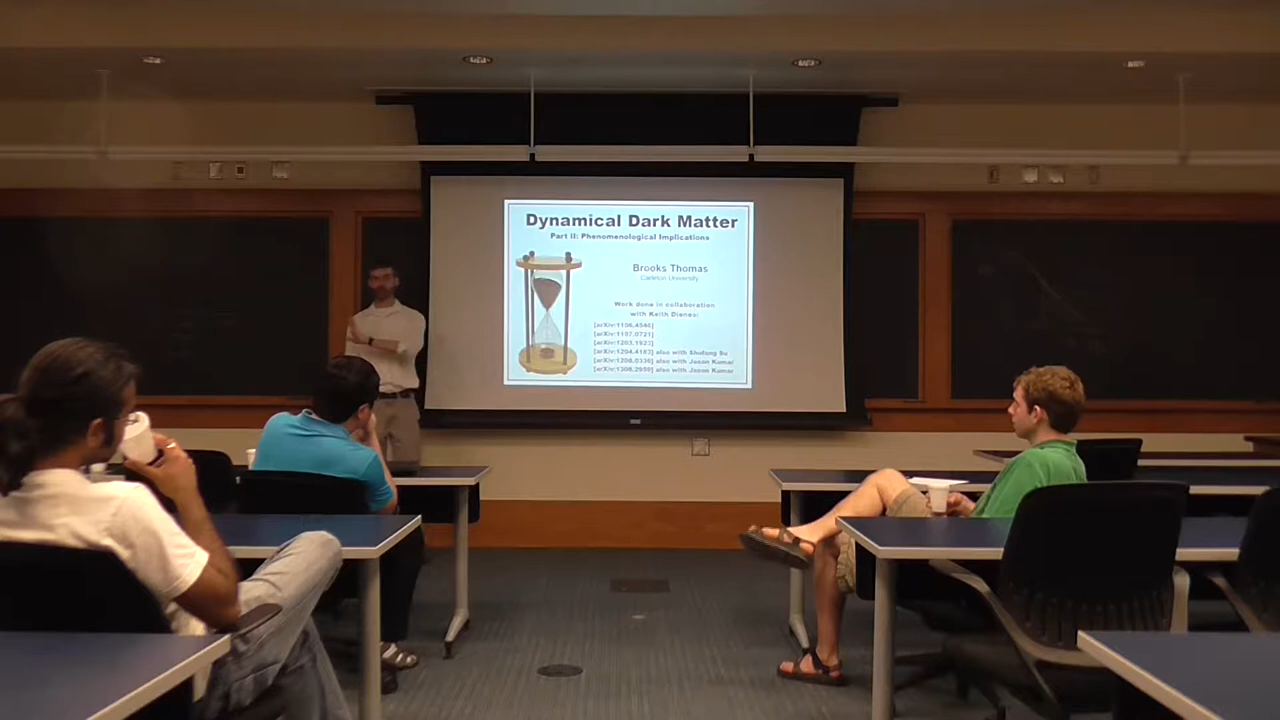 Dynamical Dark Matter
Part II: Phenomenological Implications
Brooks Thomas
Carleton University
Work done in collaboration
with Keith Dienes:
[arXiv:1106.4546]
[arXiv:1107.0721]
[arXiv:1203.1923]
[arXiv:1204.4183] also with Shufang Su
[arXiv:1208.0336] also with Jason Kumar
[arXiv:1306.2959] also with Jason Kumar